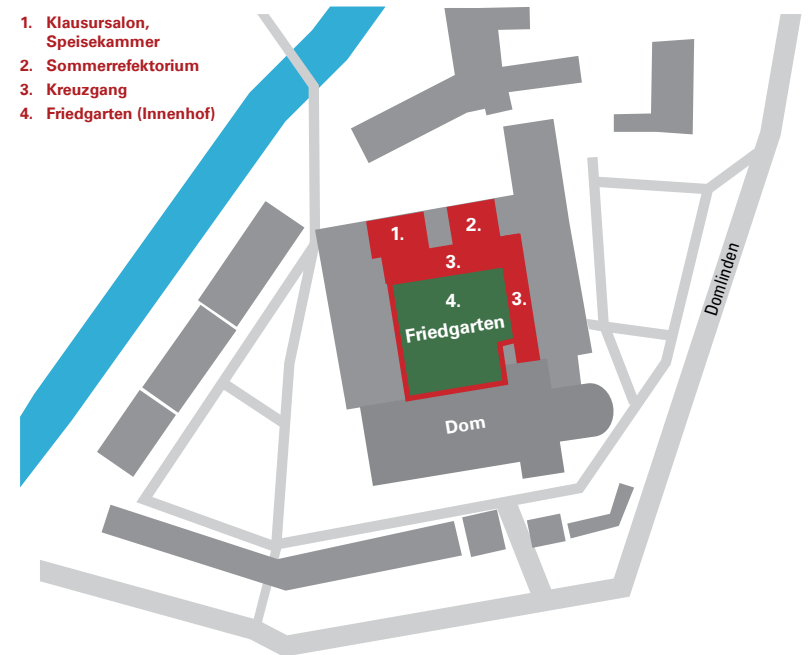 1. Klausursalon,
Speisekammer
2. Sommerrefektorium
3. Kreuzgang
4. Friedgarten (Innenhof)
1.
2.
3.
3.
4.
Friedgarten
Dom
Domlinden